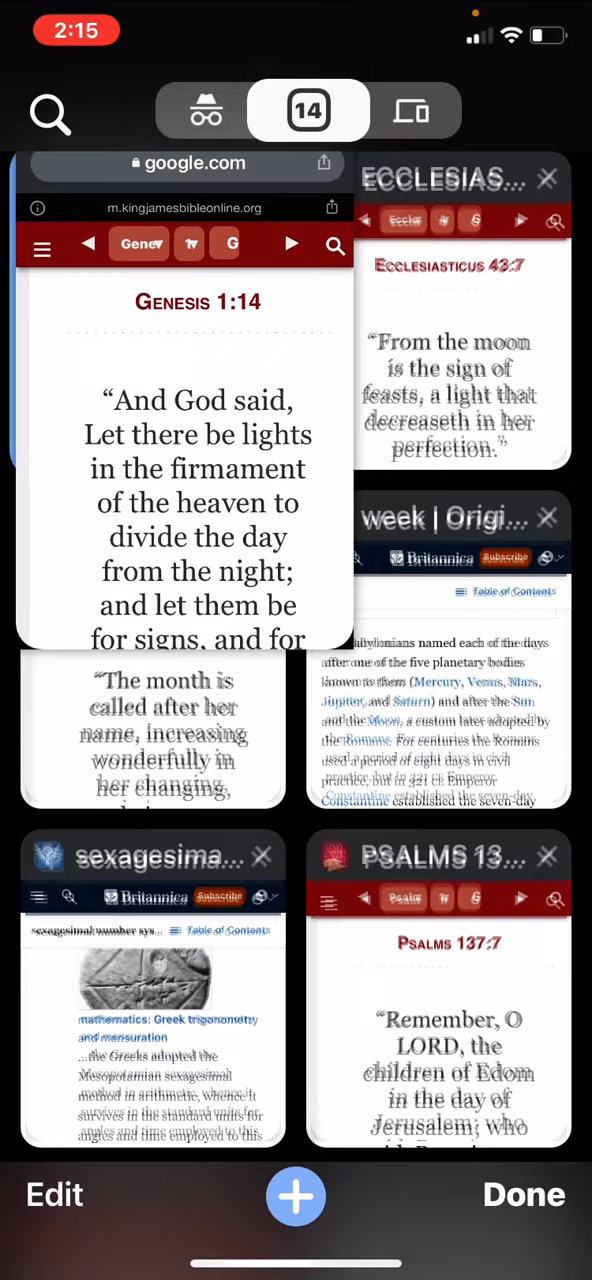 2:15
14
google.com
m.kingjamesbibleonline.org
Gene
G
GENESIS 1:14
“And God said,
Let there be lights
in the firmament
of the heaven to
divide the day
from the night;
and let them be
for signs, and for
ECCLESIAS...
ECCLESIASTICUS 43:7
“From the moon
is the sign of
feasts, a light that
decreaseth in her
perfection.”
“The month is
called after her
name, increasing
wonderfully in
her changing,
week | Origi...
Britannica
Subscribe
Table of Contents
abylonians named each of the days
after one of the five planetary bodies
known to them (Mercury, Venus, Mars,
Jupiter, and Saturn) and after the Sun
and the Moon, a custom later adopted by
the Romans. For centuries the Romans
used a period of eight days in civil
practice, but in 321 CE Emperor
Constantine established the seven-day
sexagesima...
Britannica
Subscribe
sexagesimal number sys...
Table of Contents
mathematics: Greek trigonometry
and mensuration
...the Greeks adopted the
Mesopotamian sexagesimal
method in arithmetic, whence it
survives in the standard units for
angles and time employed to this
PSALMS 13...
Psalm
PSALMS 137:7
“Remember, O
LORD, the
children of Edom
in the day of
Jerusalem; who
Edit
Done